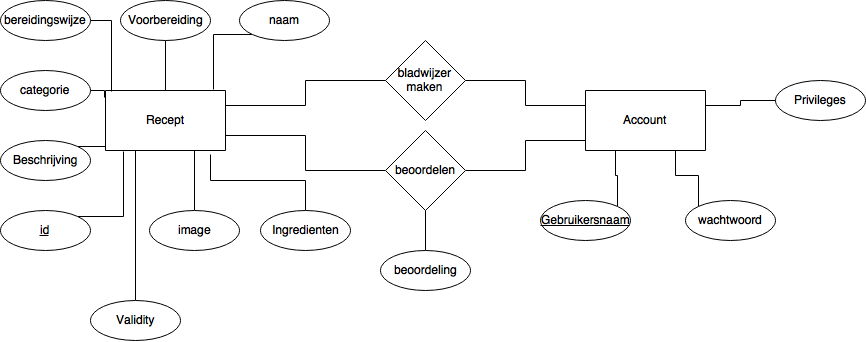 bereidingswijze
Voorbereiding
naam
categorie
bladwijzer
maken
Privileges
Recept
Account
Beschrijving
beoordelen
id
image
Ingredienten
Gebruikersnaam
wachtwoord
beoordeling
Validity